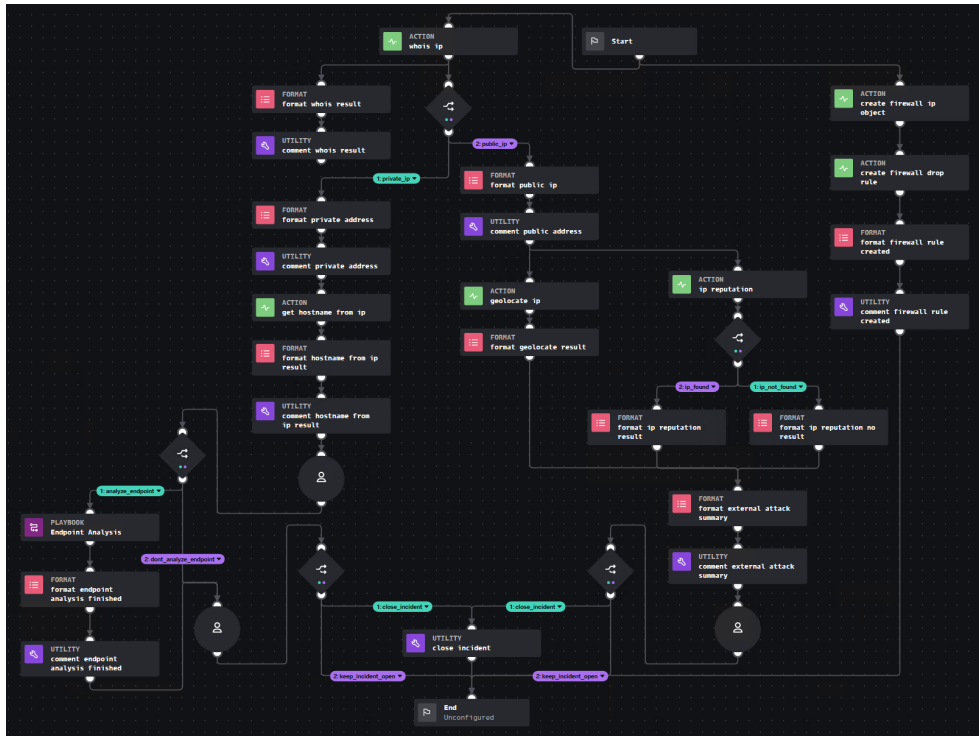 ACTION
whois ip
Start
FORMAT
format whois result
ACTION
create firewall ip
object
UTILITY
comment whois result
2: public_ip
ACTION
create firewall drop
rule
1: private_ip
FORMAT
format public ip
FORMAT
format private address
UTILITY
comment public address
FORMAT
format firewall rule
created
UTILITY
comment private address
ACTION
ip reputation
ACTION
get hostname from ip
ACTION
geolocate ip
UTILITY
comment firewall rule
created
FORMAT
format hostname from ip
result
FORMAT
format geolocate result
2: ip_found
1: ip_not_found
UTILITY
comment hostname from
ip result
FORMAT
format ip reputation
result
FORMAT
format ip reputation no
result
1: analyze_endpoint
FORMAT
format external attack
summary
PLAYBOOK
Endpoint Analysis
2: dont_analyze_endpoint
UTILITY
comment external attack
summary
FORMAT
format endpoint
analysis finished
1: close_incident
1: close_incident
UTILITY
comment endpoint
analysis finished
UTILITY
close incident
2: keep_incident_open
2: keep_incident_open
End
Unconfigured